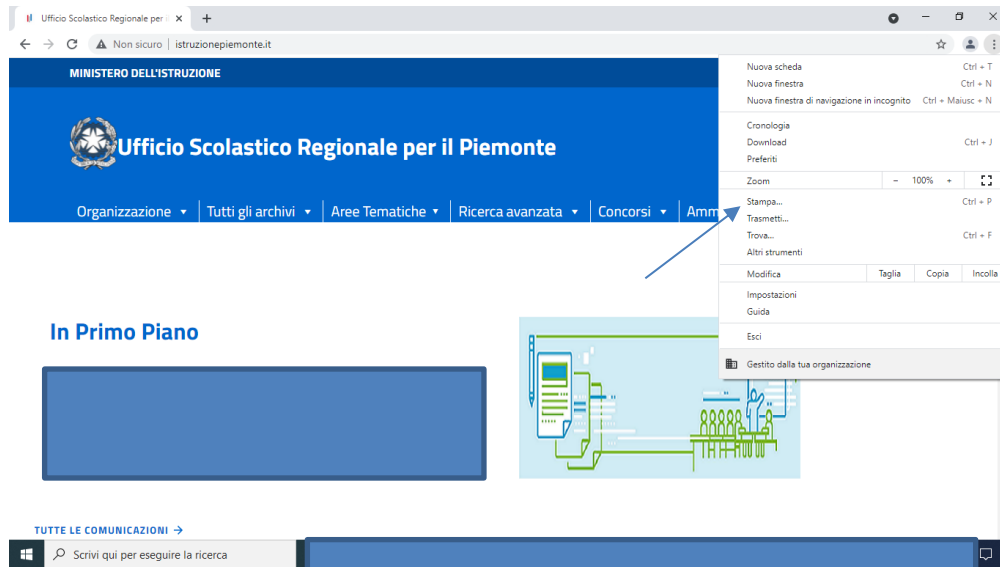 Ufficio Scolastico Regionale per i
Non sicuro | istruzionepiemonte.it
MINISTERO DELL'ISTRUZIONE
Ufficio Scolastico Regionale per il Piemonte
Organizzazione Tutti gli archivi Aree Tematiche Ricerca avanzata Concorsi Amm
Nuova scheda Ctrl + T
Nuova finestra Ctrl + N
Nuova finestra di navigazione in incognito Ctrl + Maiusc + N
Cronologia
Download Ctrl + J
Preferiti
Zoom - 100% +
Stampa... Ctrl + P
Trasmetti...
Trova... Ctrl + F
Altri strumenti
Modifica Taglia Copia Incolla
Impostazioni
Guida
Esci
Gestito dalla tua organizzazione
In Primo Piano
TUTTE LE COMUNICAZIONI →
Scrivi qui per eseguire la ricerca